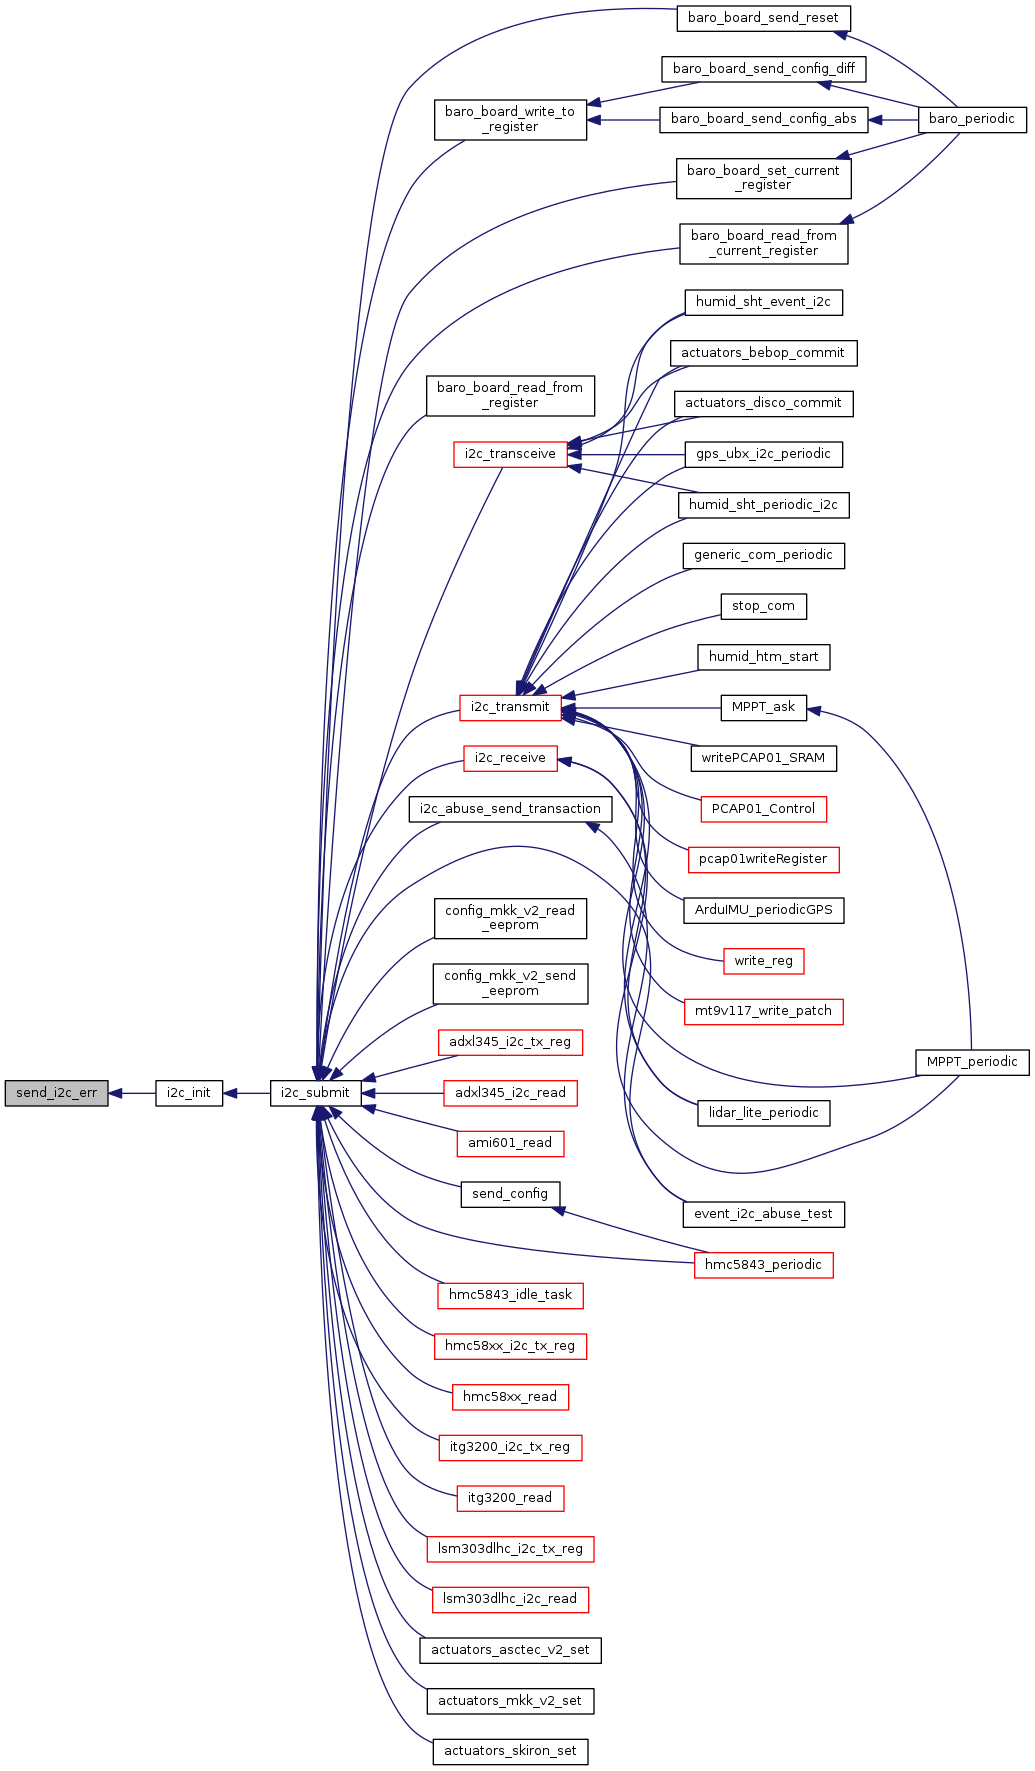 baro_board_send_reset
baro_board_send_config_diff
baro_board_write_to
_register
baro_board_send_config_abs
baro_periodic
baro_board_set_current
_register
baro_board_read_from
_current_register
humid_sht_event_i2c
actuators_bebop_commit
baro_board_read_from
_register
actuators_disco_commit
i2c_transceive
gps_ubx_i2c_periodic
humid_sht_periodic_i2c
generic_com_periodic
stop_com
humid_htm_start
i2c_transmit
MPPT_ask
i2c_receive
writePCAP01_SRAM
i2c_abuse_send_transaction
PCAP01_Control
pcap01writeRegister
config_mkk_v2_read
_eeprom
ArduIMU_periodicGPS
write_reg
config_mkk_v2_send
_eeprom
mt9v117_write_patch
adxl345_i2c_tx_reg
MPPT_periodic
send_i2c_err
i2c_init
i2c_submit
adxl345_i2c_read
lidar_lite_periodic
ami601_read
send_config
event_i2c_abuse_test
hmc5843_periodic
hmc5843_idle_task
hmc58xx_i2c_tx_reg
hmc58xx_read
itg3200_i2c_tx_reg
itg3200_read
lsm303dlhc_i2c_tx_reg
lsm303dlhc_i2c_read
actuators_asctec_v2_set
actuators_mkk_v2_set
actuators_skiron_set